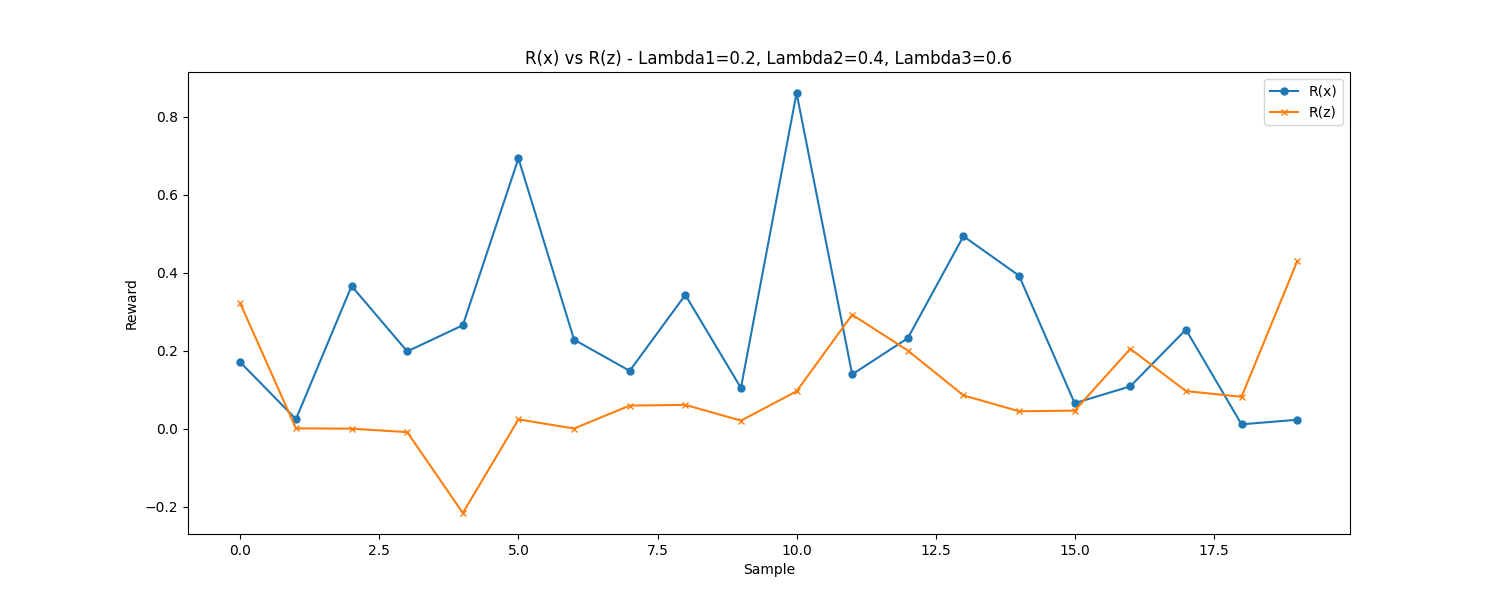 R(x) vs R(z) - Lambda1=0.2, Lambda2=0.4, Lambda3=0.6
R(x)
R(z)
Reward
0.8
0.6
0.4
0.2
0.0
−0.2
0.0 2.5 5.0 7.5 10.0 12.5 15.0 17.5
Sample